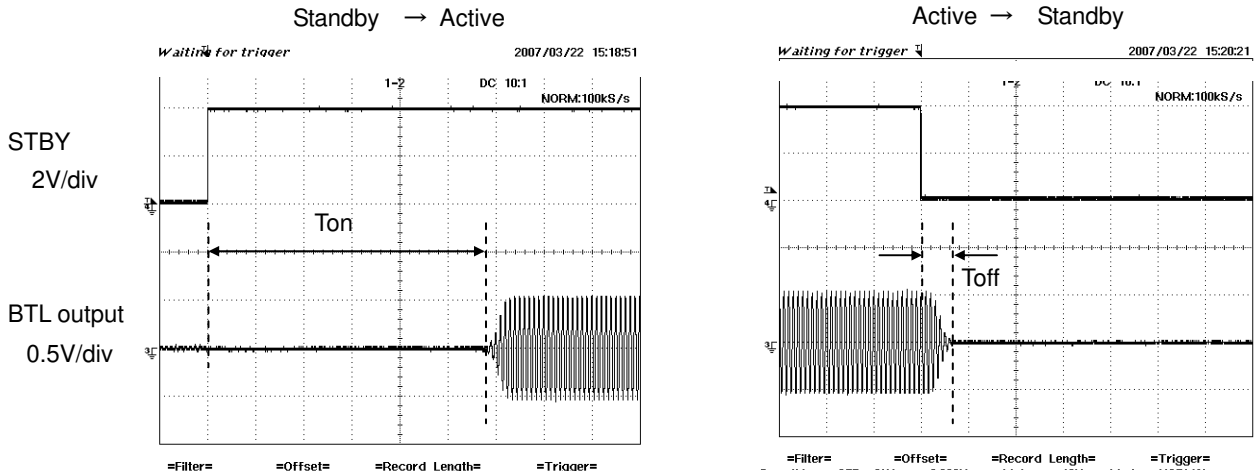 Standby → Active
Waiting for trigger
2007/03/22 15:18:51
1-2
DC 10:1
NORM:100kS/s
STBY
2V/div
Ton
BTL output
0.5V/div
=Filter=
=Offset=
=Record Length=
=Trigger=
Active → Standby
Waiting for trigger
2007/03/22 15:20:21
NORM:100kS/s
Toff
=Filter=
=Offset=
=Record Length=
=Trigger=